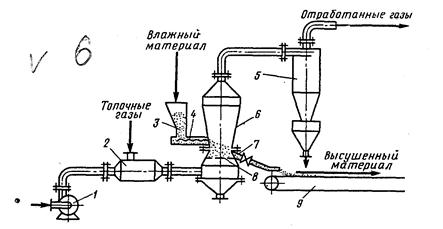 Отработанные газы
Влажный
материал
v 6
5
Топочные
газы
3
4
6
2
7
Высушенный
материал
8
1
9